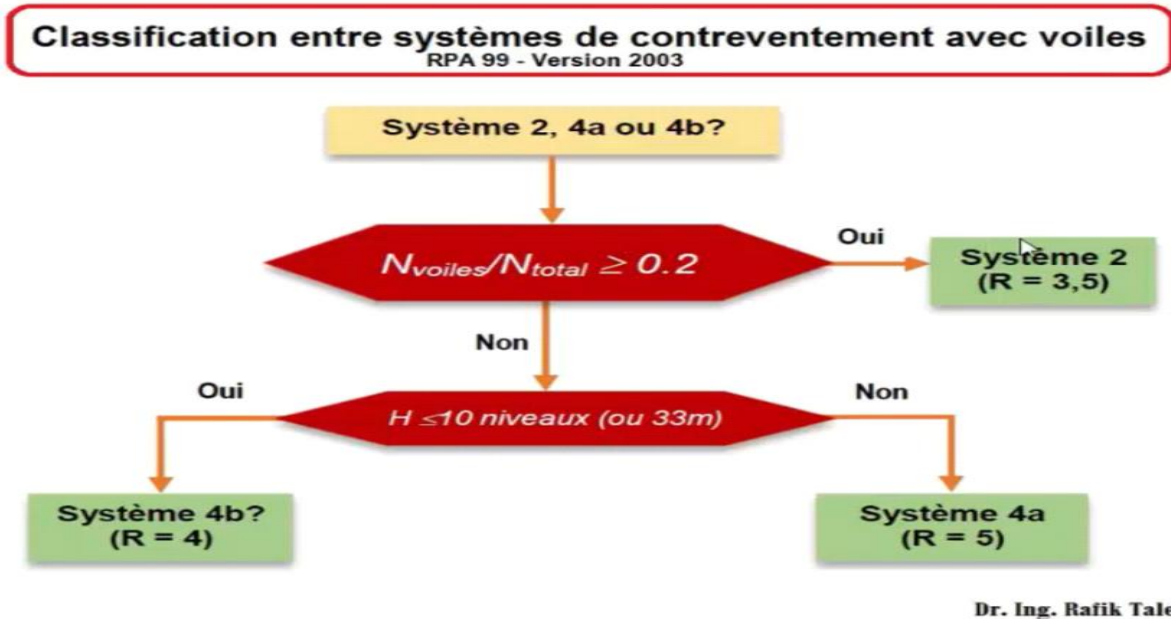 Classification entre systèmes de contreventement avec voiles
RPA 99 - Version 2003
Système 2, 4a ou 4b?
Nvoiles/Ntotal ≥ 0.2
Oui
Système 2
(R = 3,5)
Non
Oui
H ≤10 niveaux (ou 33m)
Non
Système 4b?
(R = 4)
Système 4a
(R = 5)
Dr. Ing. Rafik Tale